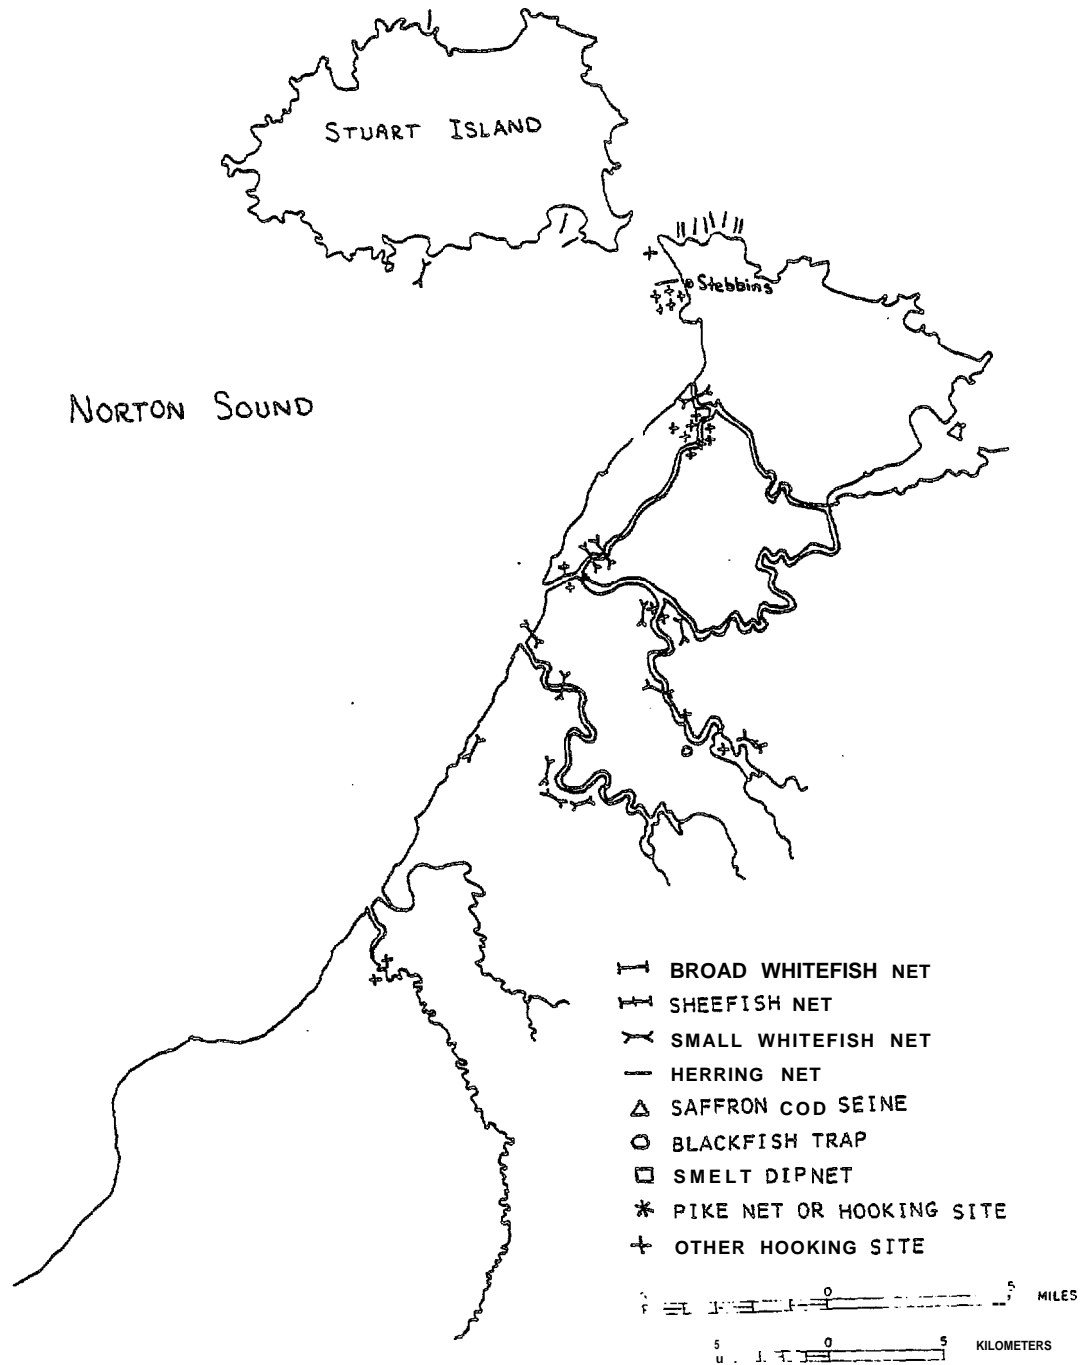 STUART ISLAND
Stebbins
NORTON SOUND
BROAD WHITEFISH NET
SHEEFISH NET
SMALL WHITEFISH NET
HERRING NET
SAFFRON COD SEINE
BLACKFISH TRAP
SMELT DIPNET
PIKE NET OR HOOKING SITE
OTHER HOOKING SITE
0 5 MILES
5 0 5 KILOMETERS